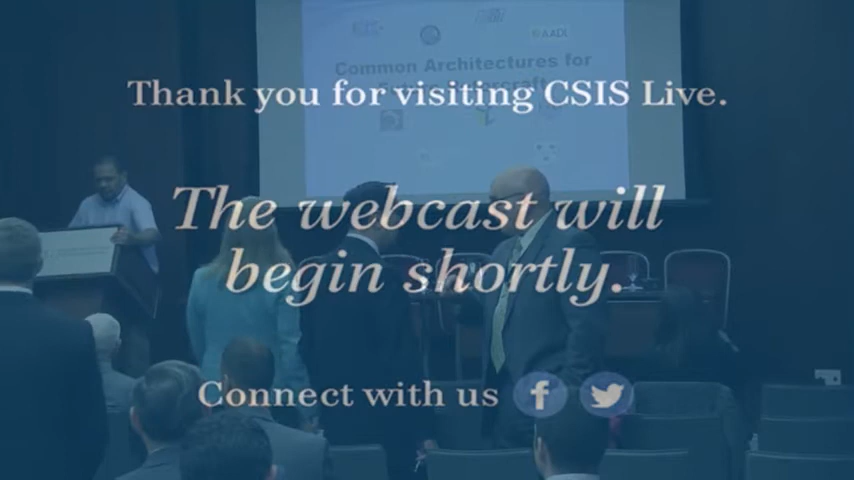 Common Architectures for
Thank you for visiting CSIS Live.
The webcast will
begin shortly.
Connect with us